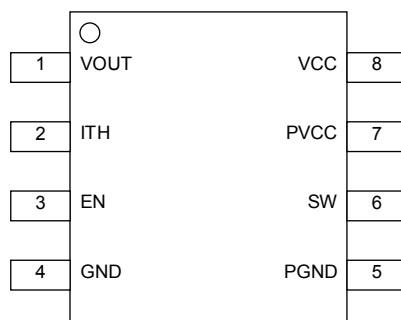 1 VOUT VCC 8
2 ITH PVCC 7
3 EN SW 6
4 GND PGND 5